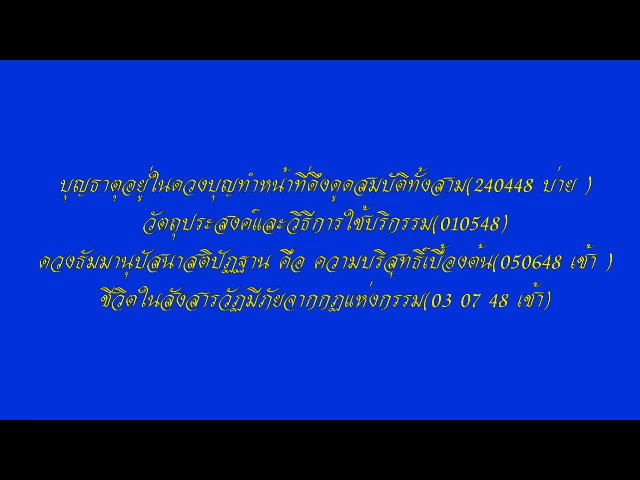 บุญธาตุอยู่ในดวงบุญทำหน้าที่ดึงดูดสมบัติทั้งสาม(240448 บ่าย )
วัตถุประสงค์และวิธีการใช้บริกรรม(010548)
ดวงธัมมานุปัสนาสติปัฏฐาน คือ ความบริสุทธิ์เบื้องต้น(050648 เช้า )
ชีวิตในสังสารวัฏมีภัยจากกฏแห่งกรรม(03 07 48 เช้า)